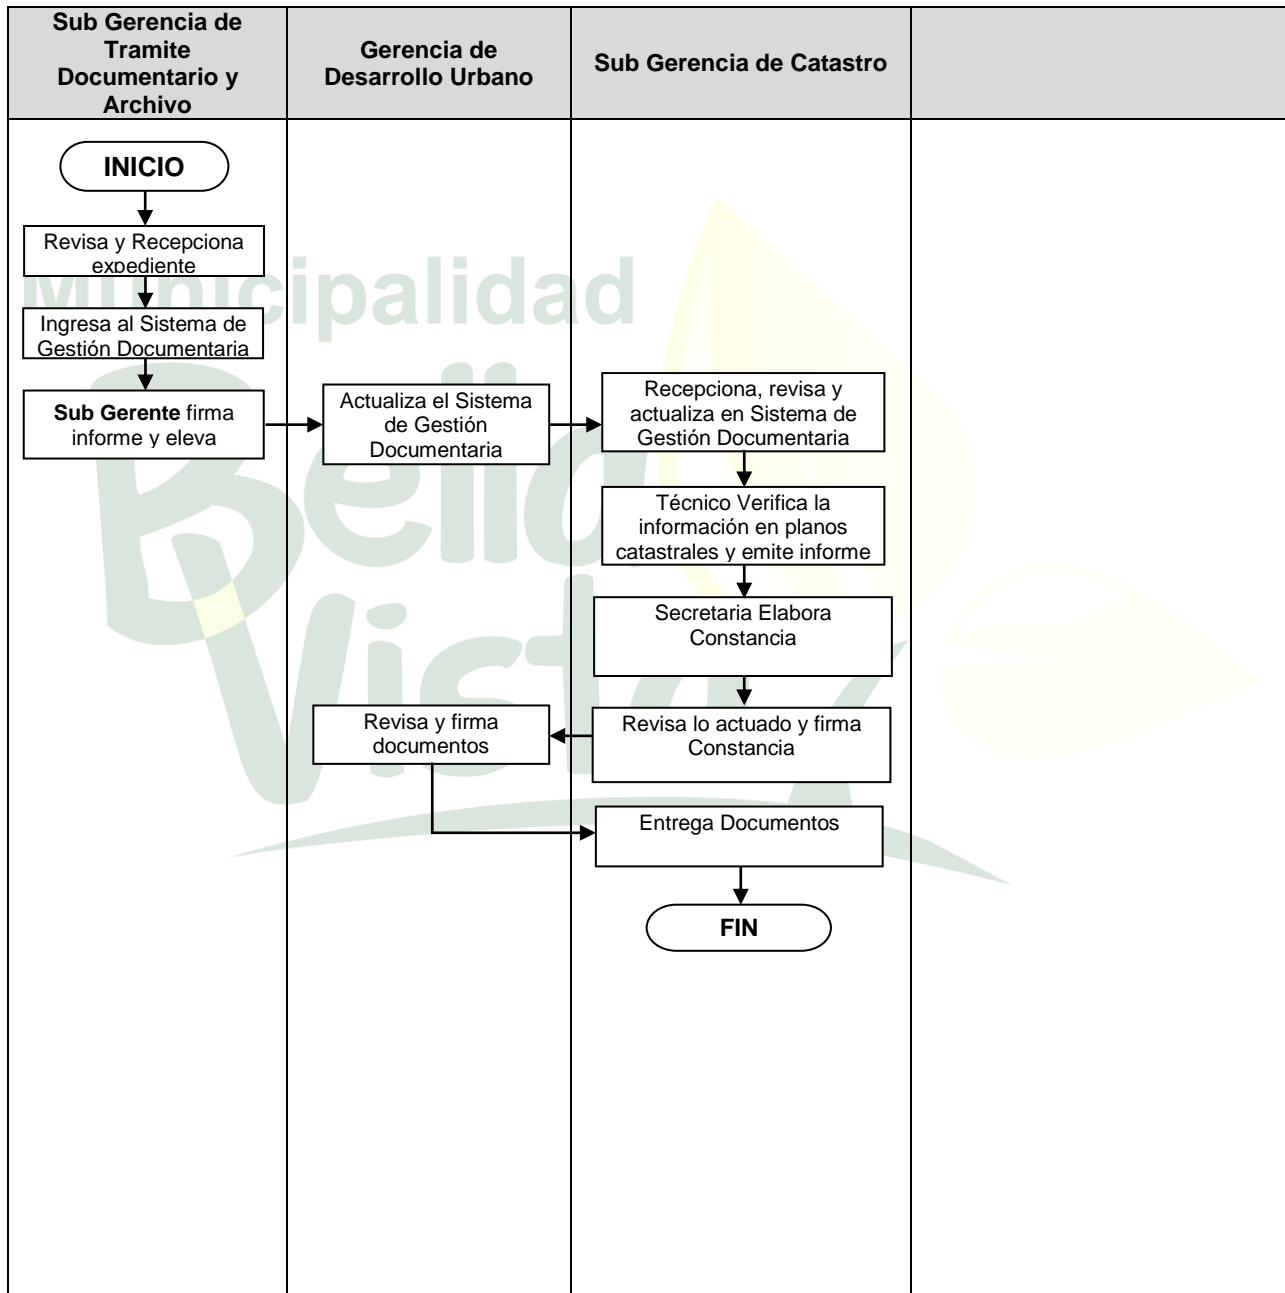 Sub Gerencia de
Tramite
Documentario y
Archivo
Gerencia de
Desarrollo Urbano
Sub Gerencia de Catastro
INICIO
Revisa y Recepciona
expediente
Ingresa al Sistema de
Gestión Documentaria
Sub Gerente firma
informe y eleva
Actualiza el Sistema
de Gestión
Documentaria
Recepciona, revisa y
actualiza en Sistema de
Gestión Documentaria
Técnico Verifica la
información en planos
catastrales y emite informe
Secretaria Elabora
Constancia
Revisa lo actuado y firma
Constancia
Revisa y firma
documentos
Entrega Documentos
FIN
Municipalidad
Bella
Vista